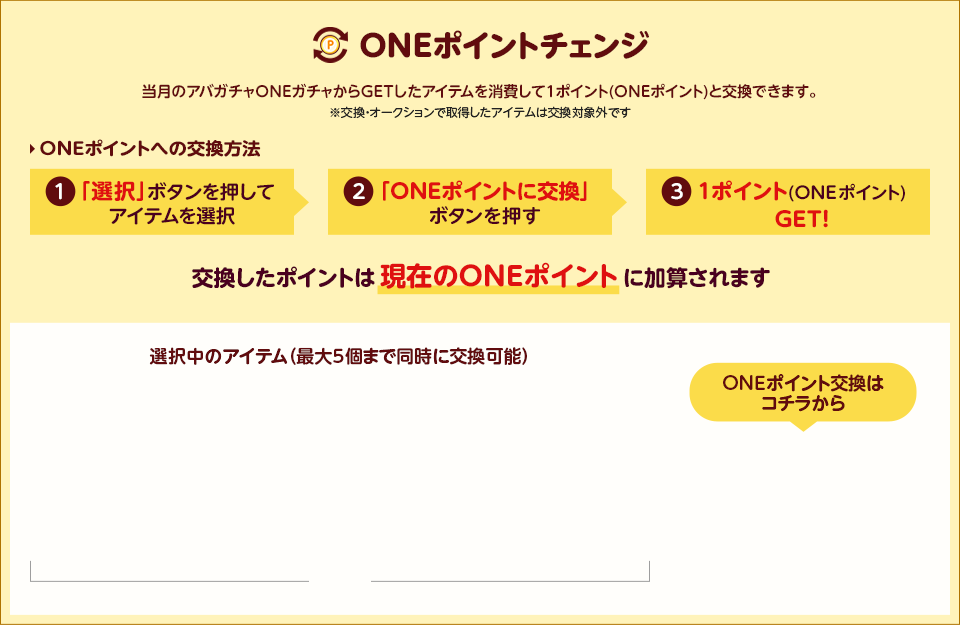 P
ONEポイントチェンジ
当月のアバガチャONEガチャからGETしたアイテムを消費して1ポイント(ONEポイント)と交換できます。
※交換・オークションで取得したアイテムは交換対象外です
ONEポイントへの交換方法
1「選択」ボタンを押して
アイテムを選択
2「ONEポイントに交換」
ボタンを押す
3 1ポイント(ONEポイント)
GET!
交換したポイントは現在のONEポイントに加算されます
選択中のアイテム(最大5個まで同時に交換可能)
ONEポイント交換は
コチラから